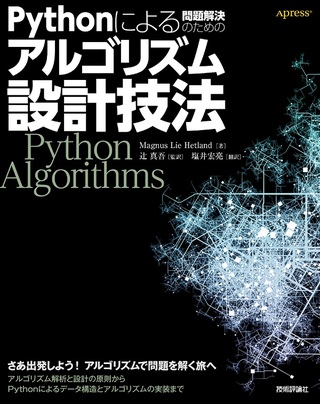 Pythonによる問題解決のための
Apress®
アルゴリズム
設計技法
Python
Algorithms
Magnus Lie Hetland [著]
辻 真吾 [監訳] 塩井宏亮 [翻訳]
さあ出発しよう! アルゴリズムで問題を解く旅へ
アルゴリズム解析と設計の原則から
Pythonによるデータ構造とアルゴリズムの実装まで
技術評論社